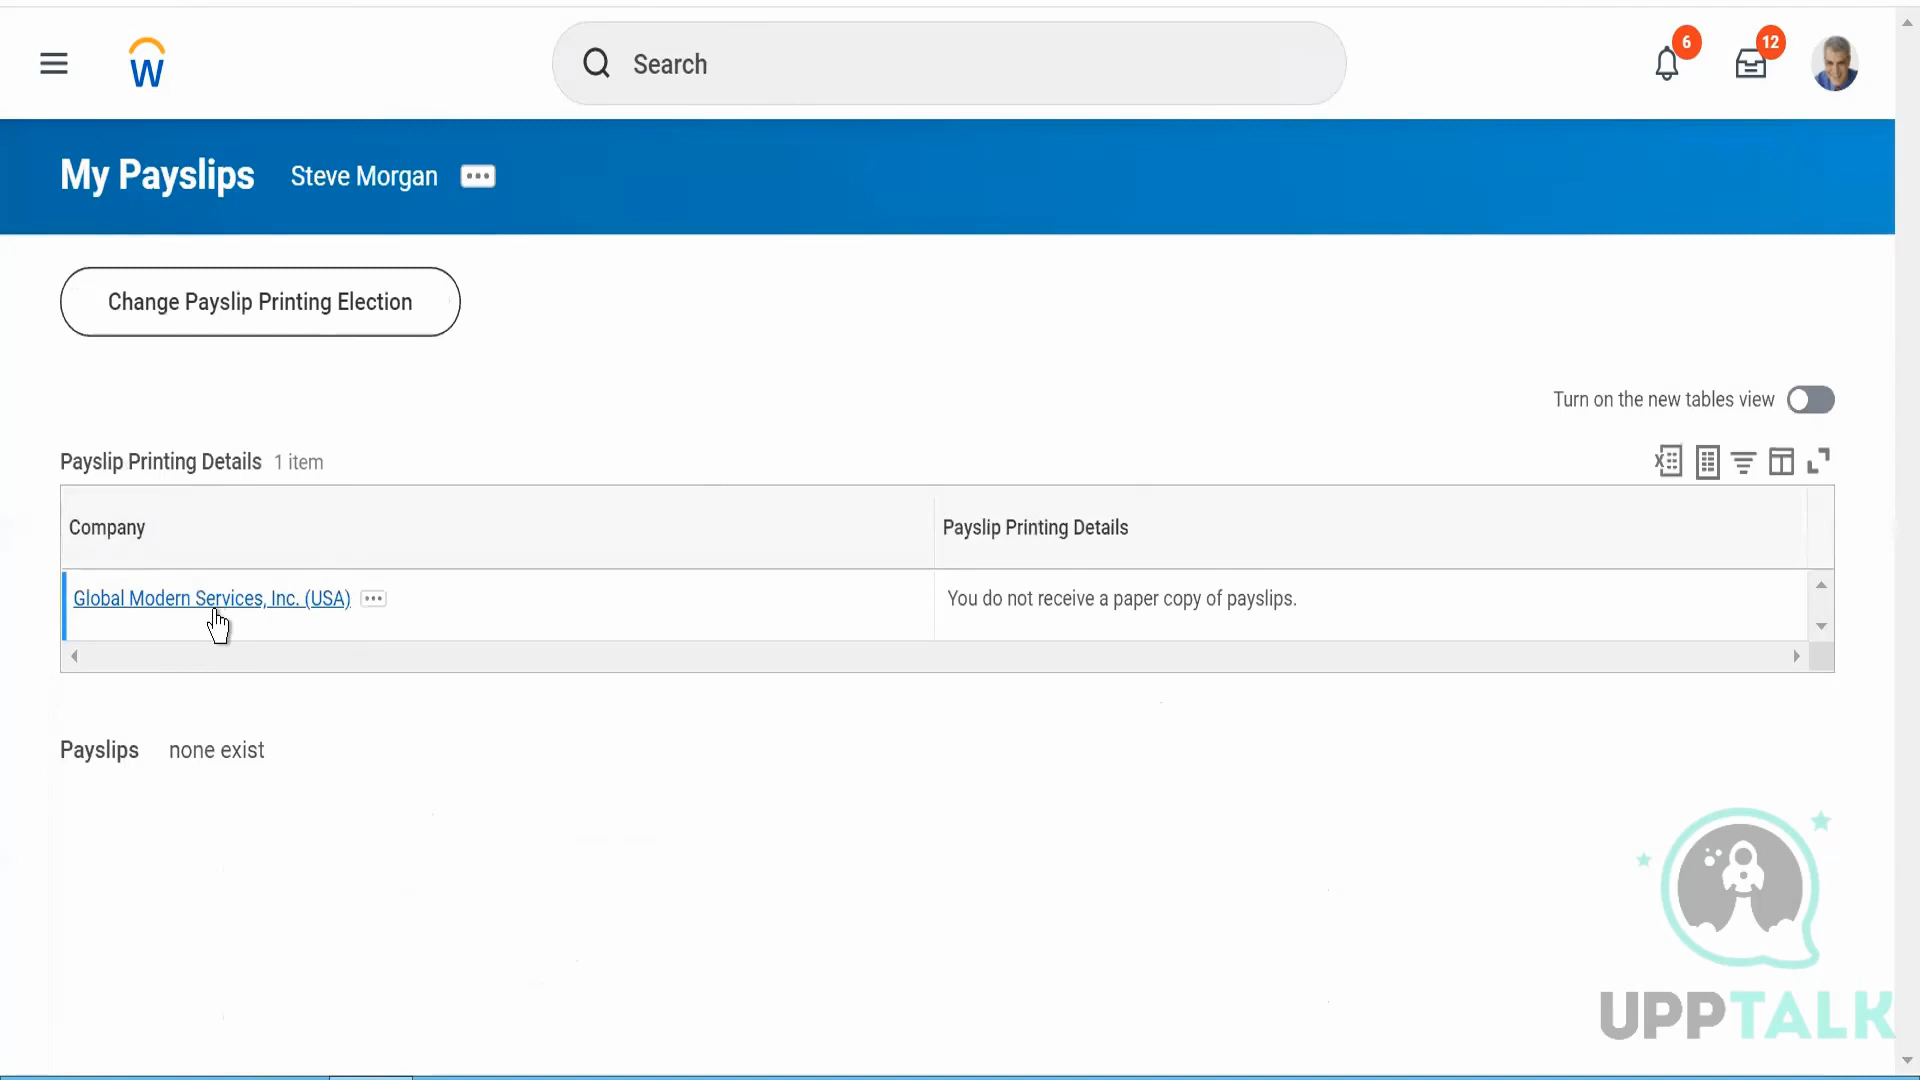 W
Search
6
12
My Payslips
Steve Morgan
Change Payslip Printing Election
Turn on the new tables view
Payslip Printing Details 1 item
Company
Payslip Printing Details
Global Modern Services, Inc. (USA)
You do not receive a paper copy of payslips.
Payslips none exist
UPPTALK